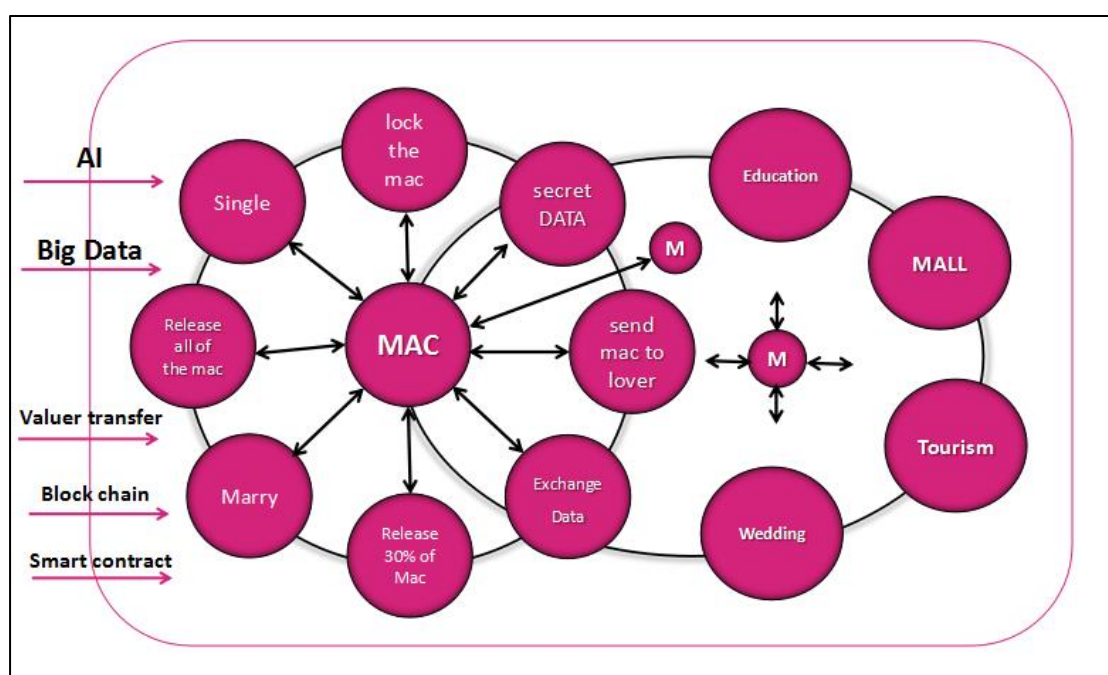 AI
Big Data
Valuer transfer
Block chain
Smart contract
lock
the
mac
Single
secret
DATA
Release
all of
the mac
MAC
send
mac to
lover
Marry
Release
30% of
Mac
Exchange
Data
M
M
Education
MALL
Tourism
Wedding